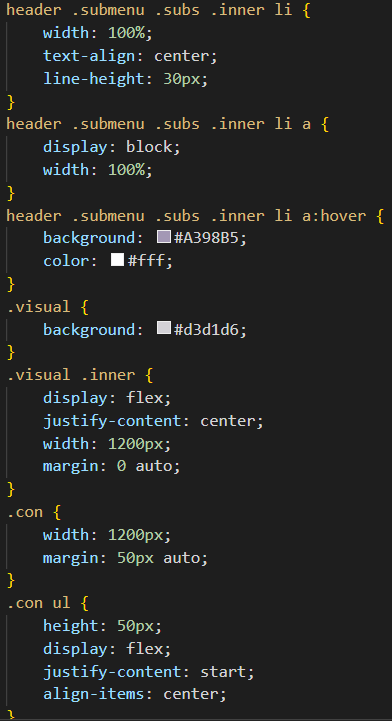 header .submenu .subs .inner li {
width: 100%;
text-align: center;
line-height: 30px;
}
header .submenu .subs .inner li a {
display: block;
width: 100%;
}
header .submenu .subs .inner li a:hover {
background: #A398B5;
color: #fff;
}
.visual {
background: #d3d1d6;
}
.visual .inner {
display: flex;
justify-content: center;
width: 1200px;
margin: 0 auto;
}
.con {
width: 1200px;
margin: 50px auto;
}
.con ul {
height: 50px;
display: flex;
justify-content: start;
align-items: center;
}